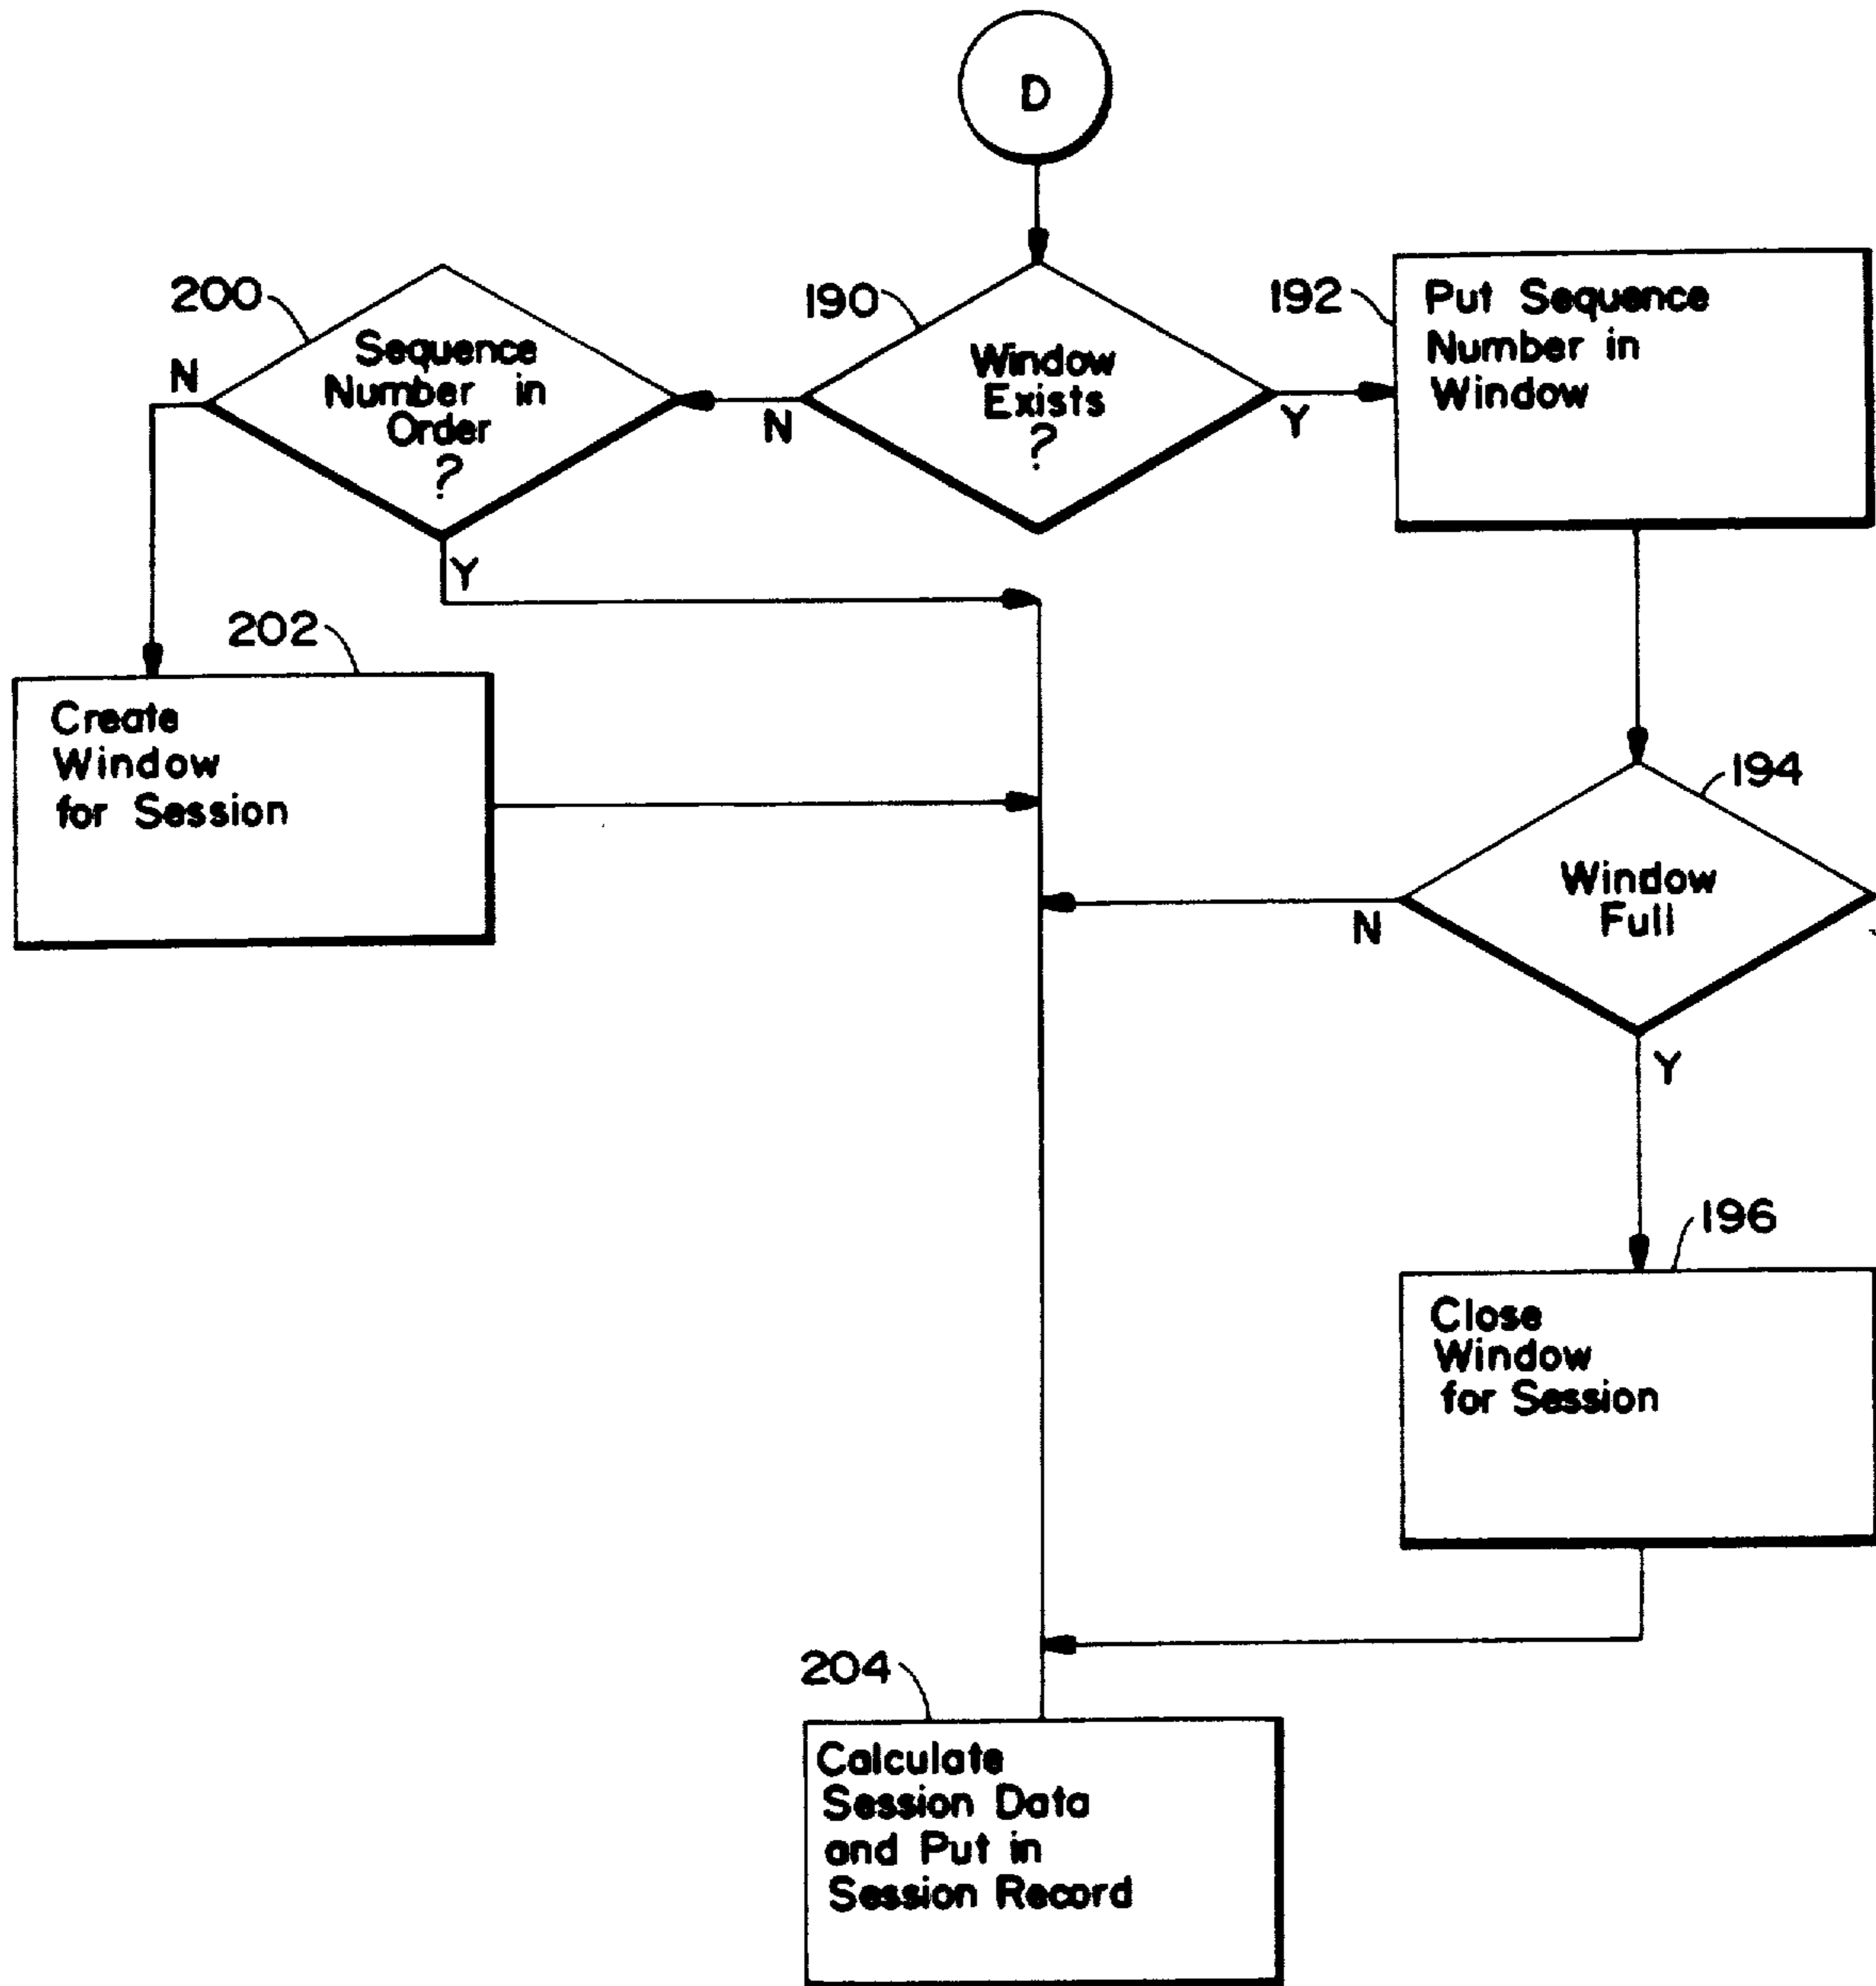 D
200
Sequence
Number in
Order
?
N
Y
190
Window
Exists
?
N
Y
192
Put Sequence
Number in
Window
202
Create
Window
for Session
194
Window
Full
N
Y
196
Close
Window
for Session
204
Calculate
Session Data
and Put in
Session Record